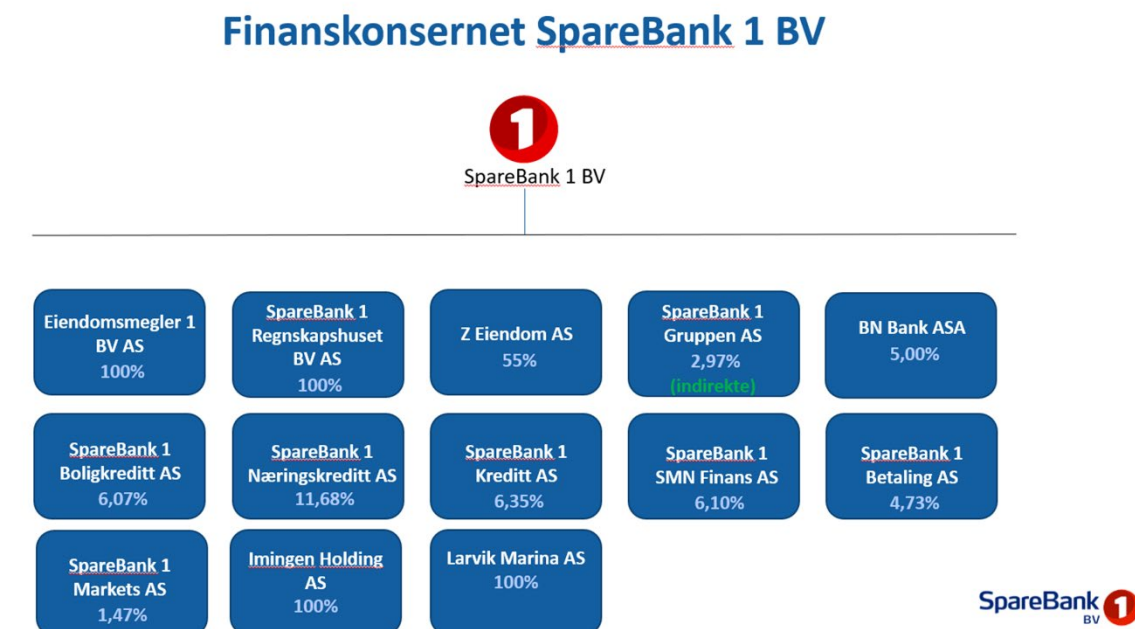 Finanskonsernet SpareBank 1 BV
1
SpareBank 1 BV
Eiendomsmegler 1
BV AS
100%
SpareBank 1
Regnskapshuset
BV AS
100%
Z Eiendom AS
55%
SpareBank 1
Gruppen AS
2,97%
(indirekte)
BN Bank ASA
5,00%
SpareBank 1
Boligkreditt AS
6,07%
SpareBank 1
Næringskreditt AS
11,68%
SpareBank 1
Kreditt AS
6,35%
SpareBank 1
SMN Finans AS
6,10%
SpareBank 1
Betaling AS
4,73%
SpareBank 1
Markets AS
1,47%
Imingen Holding
AS
100%
Larvik Marina AS
100%
SpareBank 1
BV